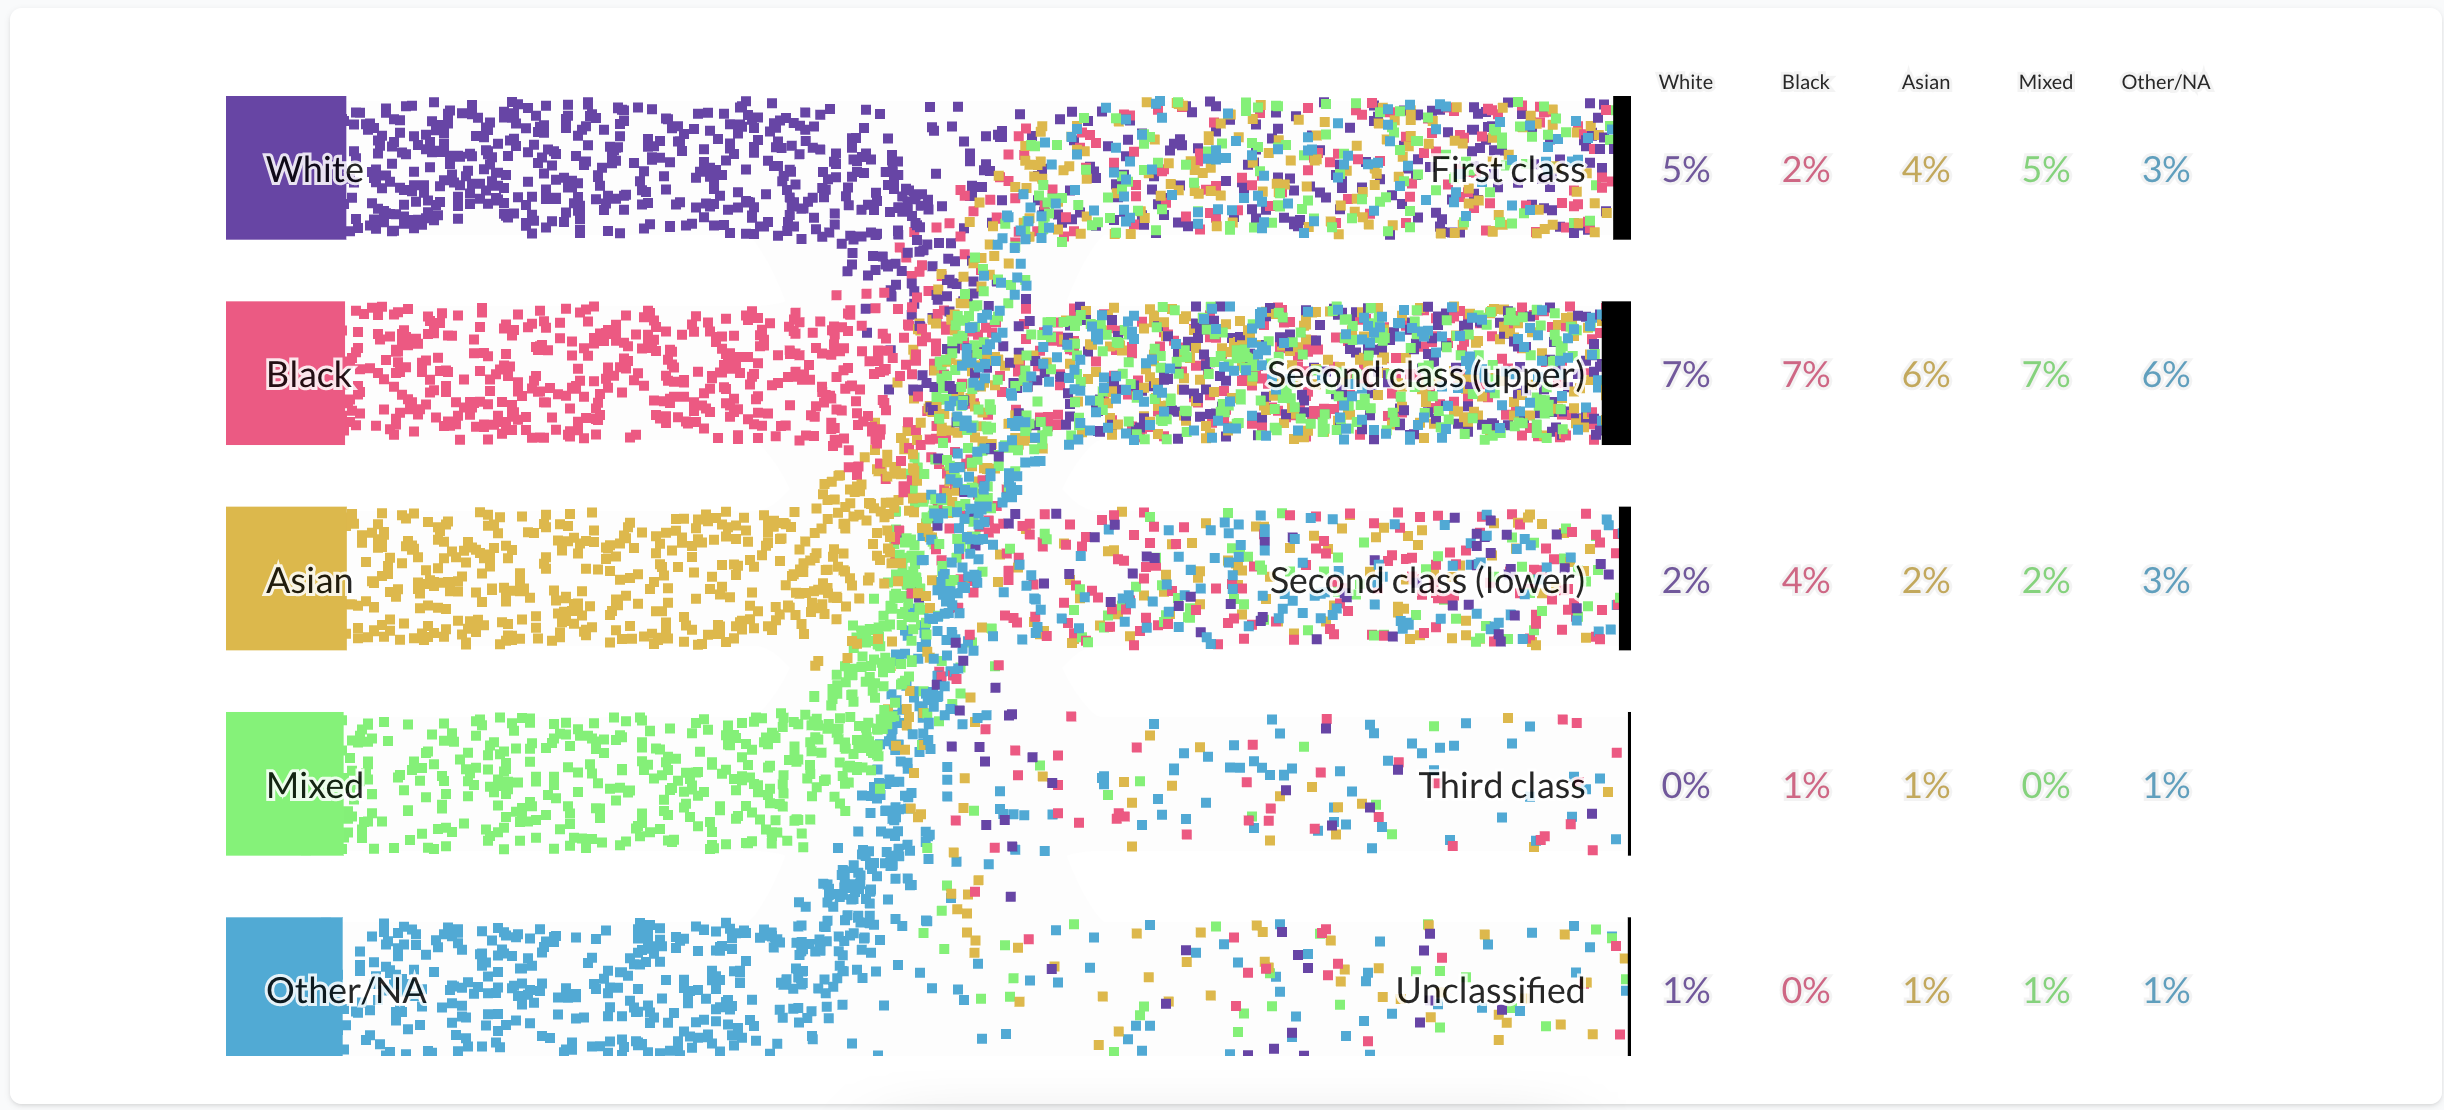 White Black Asian Mixed Other/NA
White First class 5% 2% 4% 5% 3%
Black Second class (upper) 7% 7% 6% 7% 6%
Asian Second class (lower) 2% 4% 2% 2% 3%
Mixed Third class 0% 1% 1% 0% 1%
Other/NA Unclassified 1% 0% 1% 1% 1%